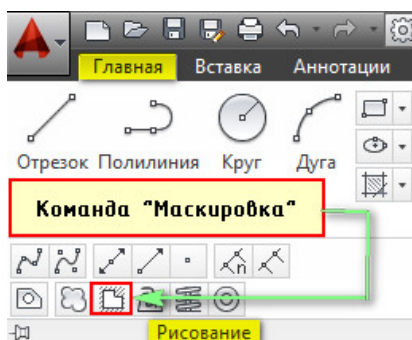 Главная Вставка Аннотации
Отрезок Полилиния Круг Дуга
Команда "Маскировка"
Рисование